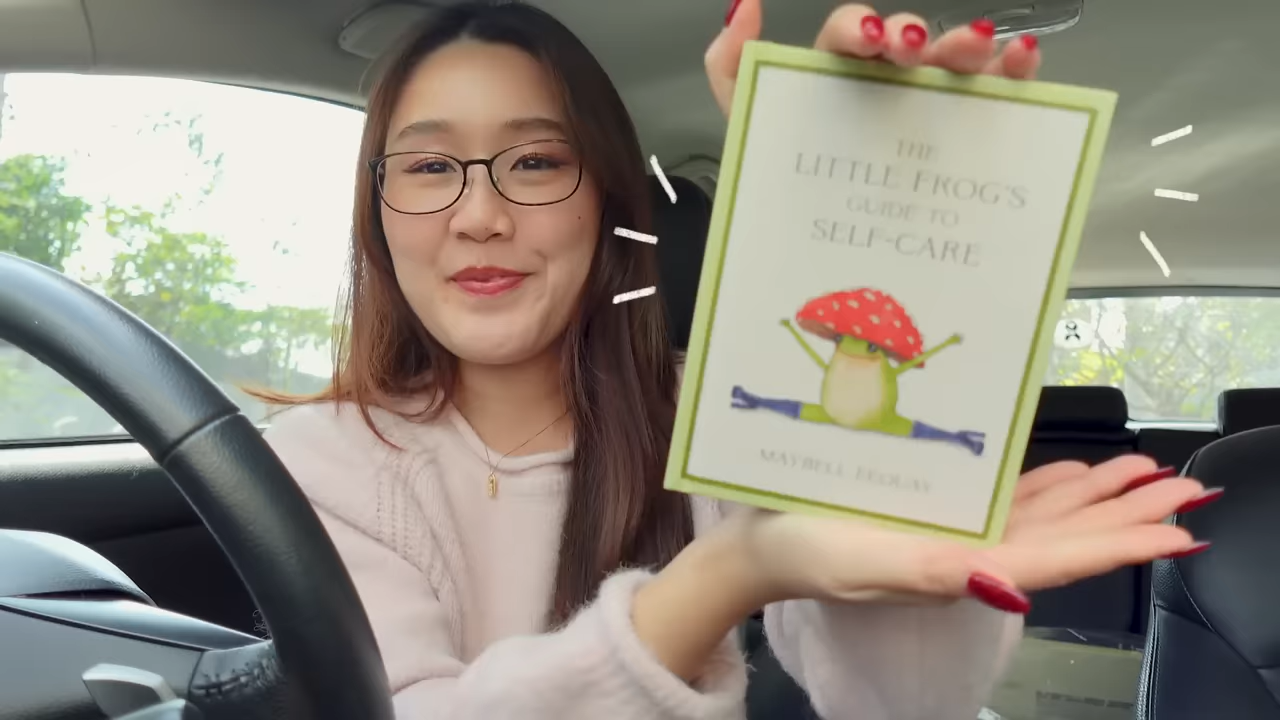 THE
LITTLE FROG'S
GUIDE TO
SELF-CARE
MAYBELL EEQUAY